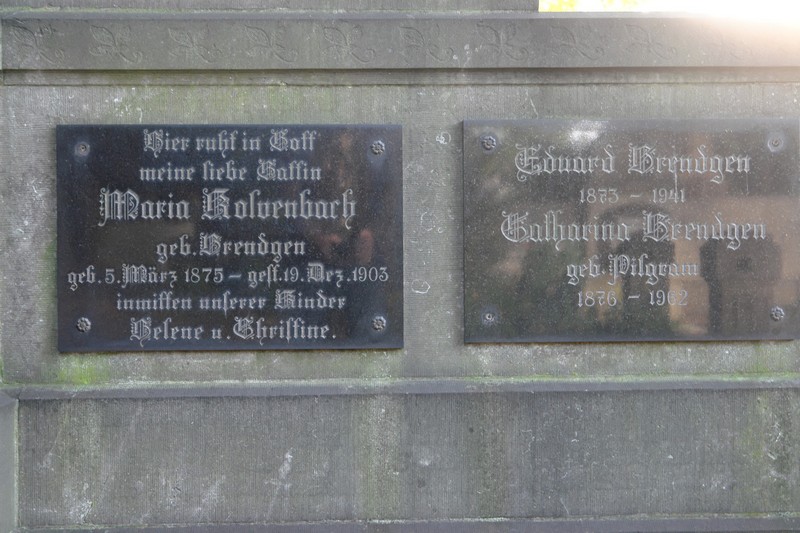 Hier ruht in Gott
meine liebe Gattin
Maria Kolvenbach
geb. Brendgen
geb. 5. März 1875 – gest. 19. Dez. 1903
inmitten unserer Kinder
Helene u. Christine.
Eduard Brendgen
1873 – 1941
Catharina Brendgen
geb. Pilgram
1876 – 1962